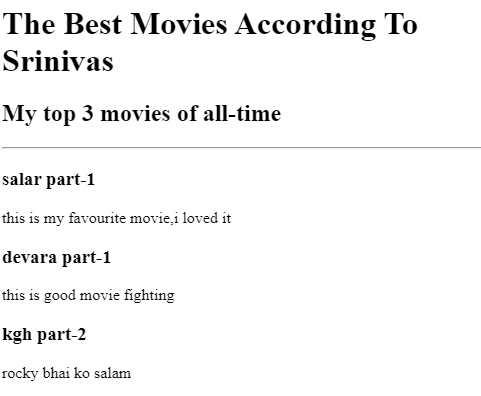 The Best Movies According To
Srinivas
My top 3 movies of all-time
salar part-1
this is my favourite movie,i loved it
devara part-1
this is good movie fighting
kgh part-2
rocky bhai ko salam